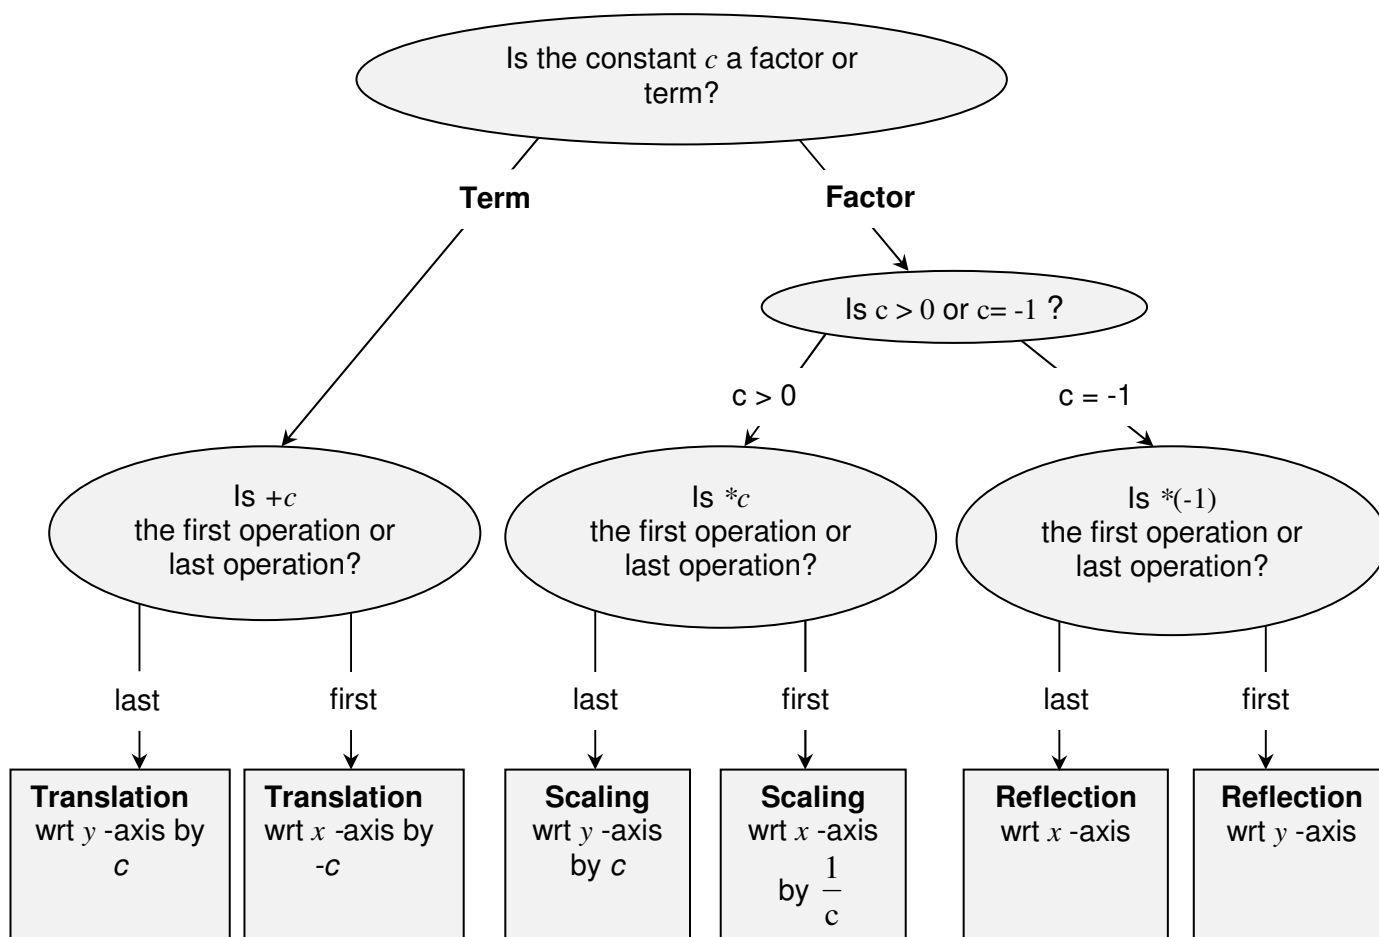 Is the constant c a factor or
term?
Term
Factor
Is c > 0 or c= -1 ?
c > 0
c = -1
Is +c
the first operation or
last operation?
Is *c
the first operation or
last operation?
Is *(-1)
the first operation or
last operation?
last
first
last
first
last
first
Translation
wrt y -axis by
c
Translation
wrt x -axis by
-c
Scaling
wrt y -axis
by c
Scaling
wrt x -axis
by 1/c
Reflection
wrt x -axis
Reflection
wrt y -axis